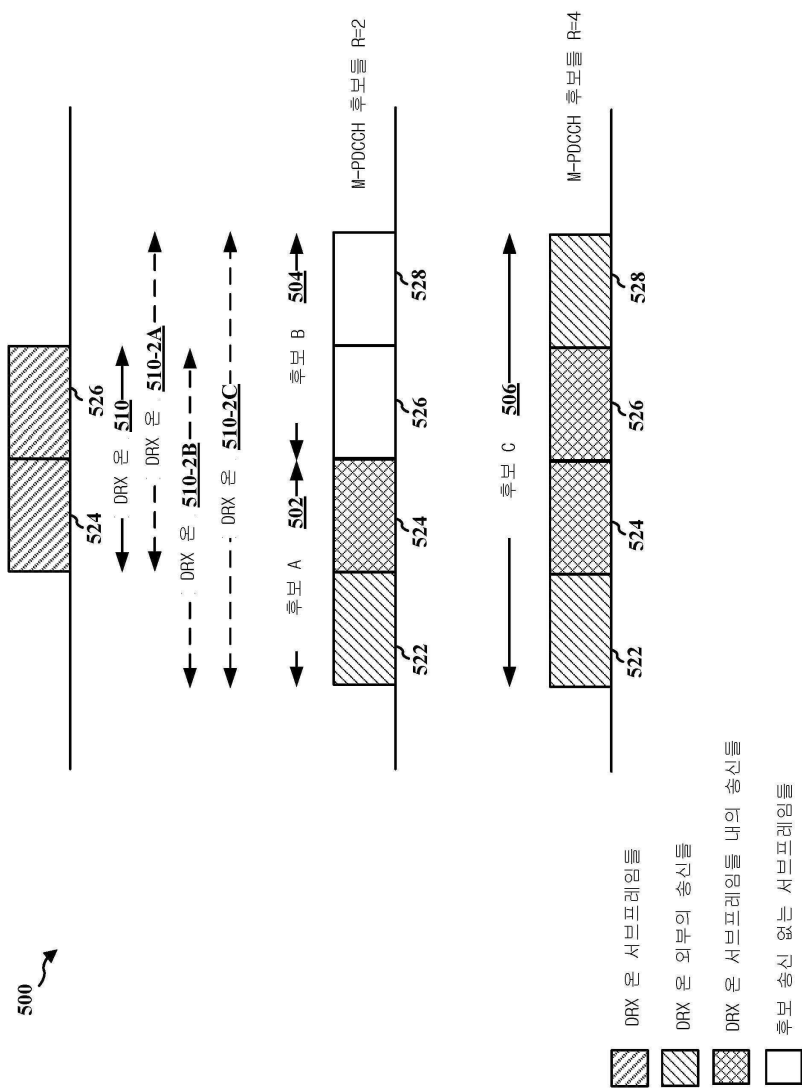 500
524
526
DRX 온 510
DRX 온 510-2A
DRX 온 510-2B
DRX 온 510-2C
후보 A 502
후보 B 504
M-PDCCH 후보들 R=2
522
524
526
528
후보 C 506
M-PDCCH 후보들 R=4
522
524
526
528
DRX 온 서브프레임들
DRX 온 외부의 송신들
DRX 온 서브프레임들 내의 송신들
후보 송신 없는 서브프레임들